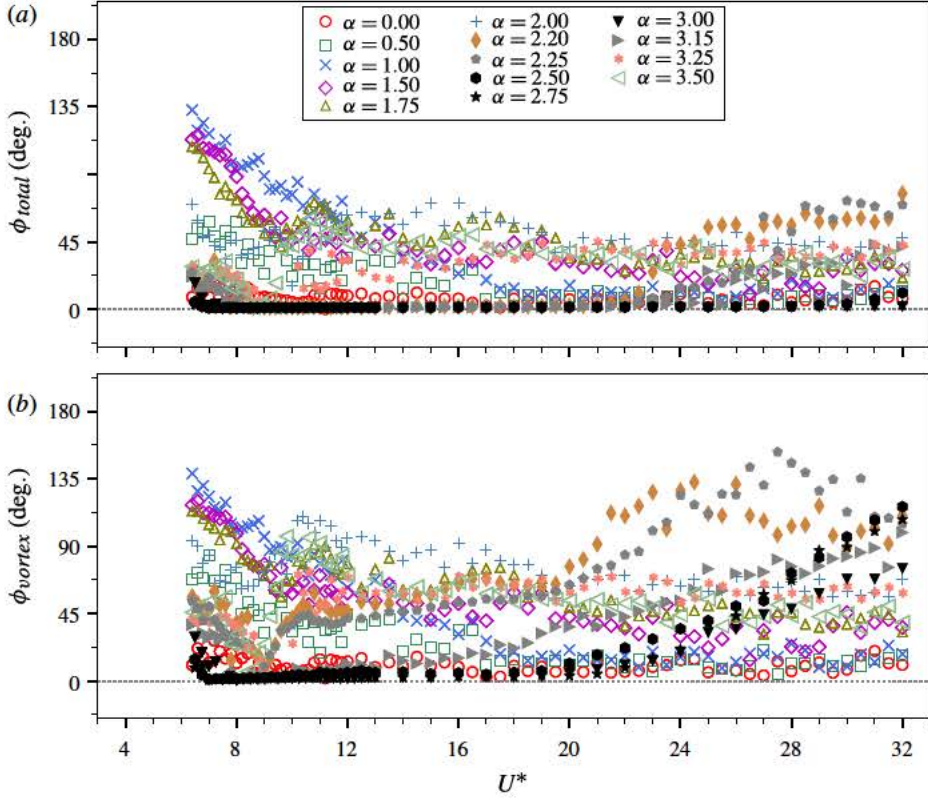 (a)
180
135
45
0
ϕtotal (deg.)
α = 0.00
α = 0.50
α = 1.00
α = 1.50
α = 1.75
α = 2.00
α = 2.20
α = 2.25
α = 2.50
α = 2.75
α = 3.00
α = 3.15
α = 3.25
α = 3.50
(b)
180
135
90
45
0
ϕvortex (deg.)
4 8 12 16 20 24 28 32
U*